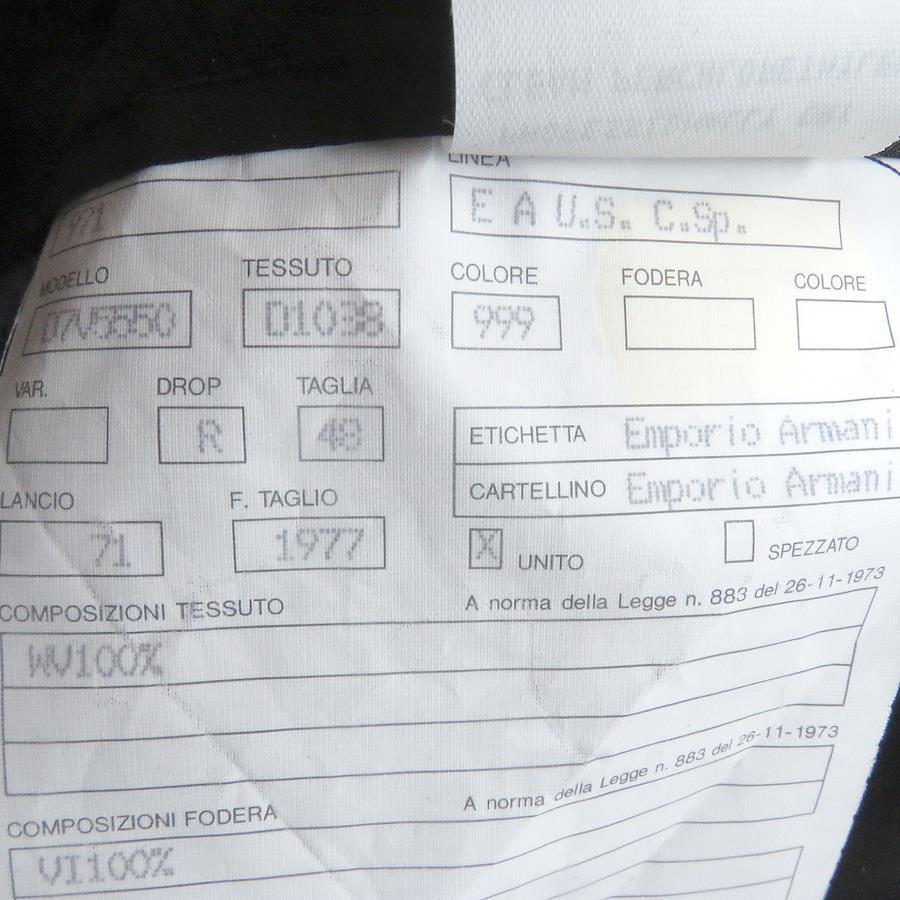 LINEA
971
E A U.S. C.Sp.
MODELLO TESSUTO COLORE FODERA COLORE
D7V5550 D1038 999
VAR. DROP TAGLIA
R 48
ETICHETTA Emporio Armani
CARTELLINO Emporio Armani
LANCIO F. TAGLIO
71 1977
X UNITO SPEZZATO
COMPOSIZIONI TESSUTO A norma della Legge n. 883 del 26-11-1973
WV100%
COMPOSIZIONI FODERA A norma della Legge n. 883 del 26-11-1973
VI100%